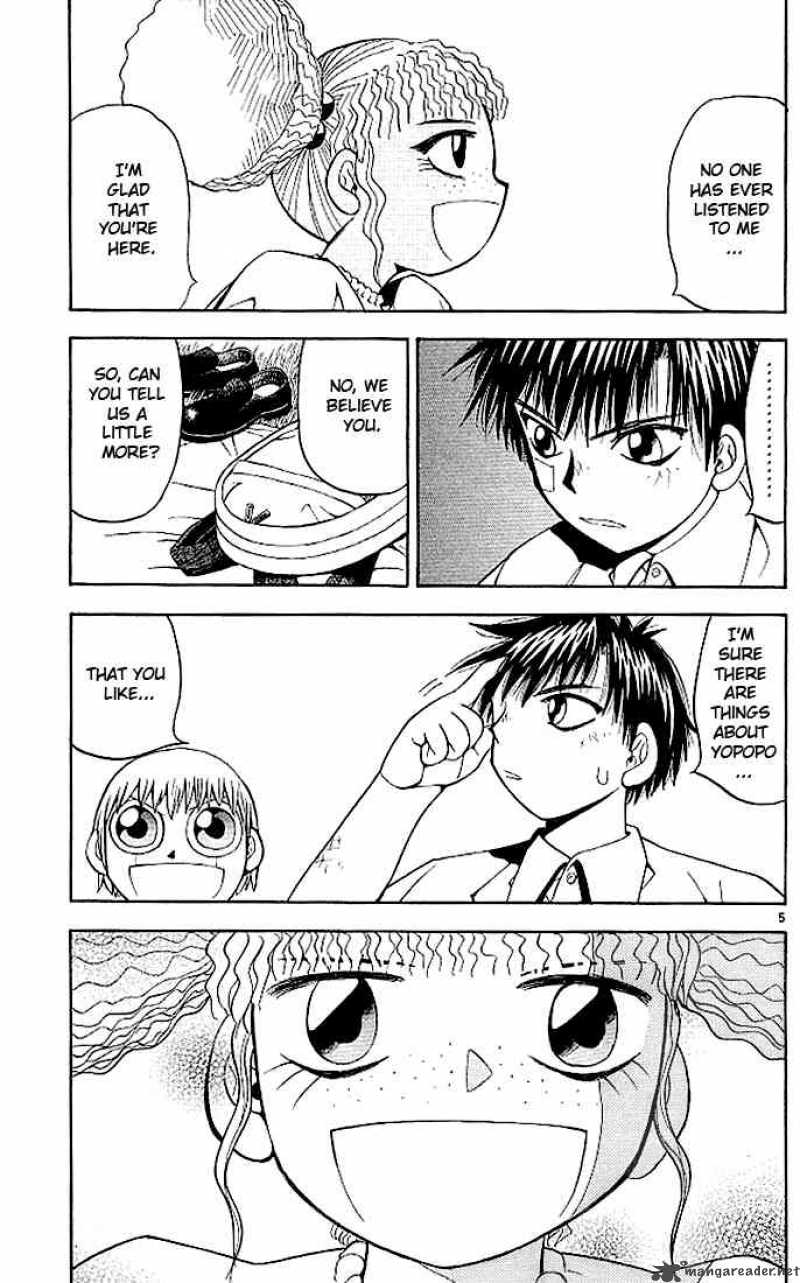 NO ONE
HAS EVER
LISTENED
TO ME
...
I'M
GLAD
THAT
YOU'RE
HERE.
..........
NO, WE
BELIEVE
YOU.
SO, CAN
YOU TELL
US A
LITTLE
MORE?
I'M
SURE
THERE
ARE
THINGS
ABOUT
YOPOPO
...
THAT YOU
LIKE...
5
mangareader.net